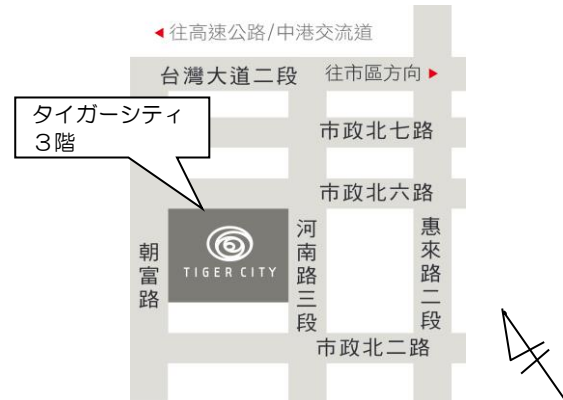 往高速公路/中港交流道
台灣大道二段
往市區方向
タイガーシティ
３階
市政北七路
市政北六路
朝富路
TIGER CITY
河南路三段
惠來路二段
市政北二路